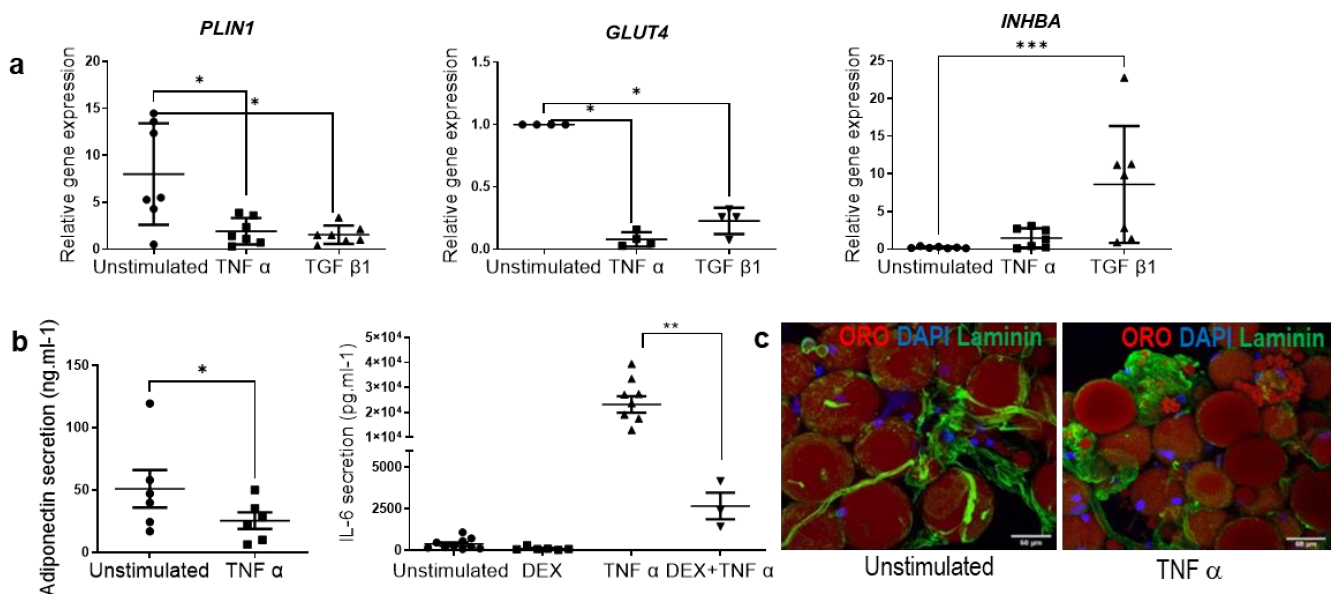 PLIN1
GLUT4
INHBA
a
Relative gene expression
20
15
10
5
0
*
*
Unstimulated TNF α TGF β1
Relative gene expression
1.5
1.0
0.5
0.0
*
*
Unstimulated TNF α TGF β1
Relative gene expression
25
20
15
10
5
0
***
Unstimulated TNF α TGF β1
b
Adiponectin secretion (ng.ml-1)
150
100
50
0
*
Unstimulated TNF α
IL-6 secretion (pg.ml-1)
5×10⁴
4×10⁴
3×10⁴
2×10⁴
1×10⁴
5000
2500
0
**
Unstimulated DEX TNF α DEX+TNF α
c
ORO DAPI Laminin
50 µm
Unstimulated
ORO DAPI Laminin
TNF α